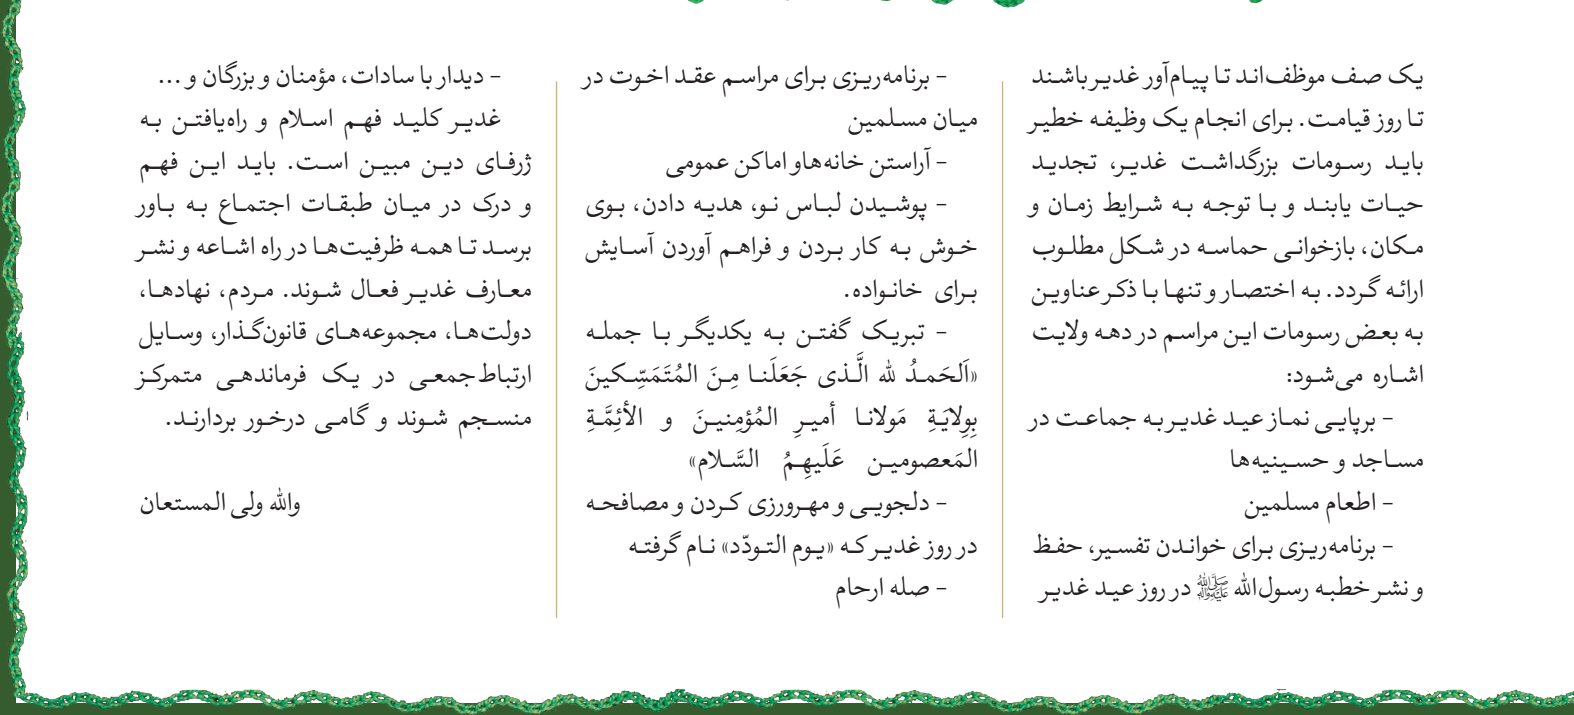 یک صف موظف‌اند تا پیام‌آور غدیر باشند
تا روز قیامت. برای انجام یک وظیفه خطیر
باید رسومات بزرگداشت غدیر، تجدید
حیات یابند و با توجه به شرایط زمان و
مکان، بازخوانی حماسه در شکل مطلوب
ارائه گردد. به اختصار و تنها با ذکر عناوین
به بعض رسومات این مراسم در دهه ولایت
اشاره می‌شود:
- برپایی نماز عید غدیر به جماعت در
مساجد و حسینیه‌ها
- اطعام مسلمین
- برنامه‌ریزی برای خواندن تفسیر، حفظ
و نشر خطبه رسول‌الله ﷺ در روز عید غدیر
- برنامه‌ریزی برای مراسم عقد اخوت در
میان مسلمین
- آراستن خانه‌هاو اماکن عمومی
- پوشیدن لباس نو، هدیه دادن، بوی
خوش به کار بردن و فراهم آوردن آسایش
برای خانواده.
- تبریک گفتن به یکدیگر با جمله
«اَلحَمدُ لله الَّذی جَعَلَنا مِنَ المُتَمَسِّکینَ
بِوِلایَةِ مَولانا أمیرِ المُؤمِنینَ و الأئِمَّةِ
المَعصومین عَلَیهِمُ السَّلام»
- دلجویی و مهرورزی کردن و مصافحه
در روز غدیر که «یوم التودّد» نام گرفته
- صله ارحام
- دیدار با سادات، مؤمنان و بزرگان و ...
غدیر کلید فهم اسلام و راه‌یافتن به
ژرفای دین مبین است. باید این فهم
و درک در میان طبقات اجتماع به باور
برسد تا همه ظرفیت‌ها در راه اشاعه و نشر
معارف غدیر فعال شوند. مردم، نهادها،
دولت‌ها، مجموعه‌های قانون‌گذار، وسایل
ارتباط‌جمعی در یک فرماندهی متمرکز
منسجم شوند و گامی درخور بردارند.
والله ولی المستعان